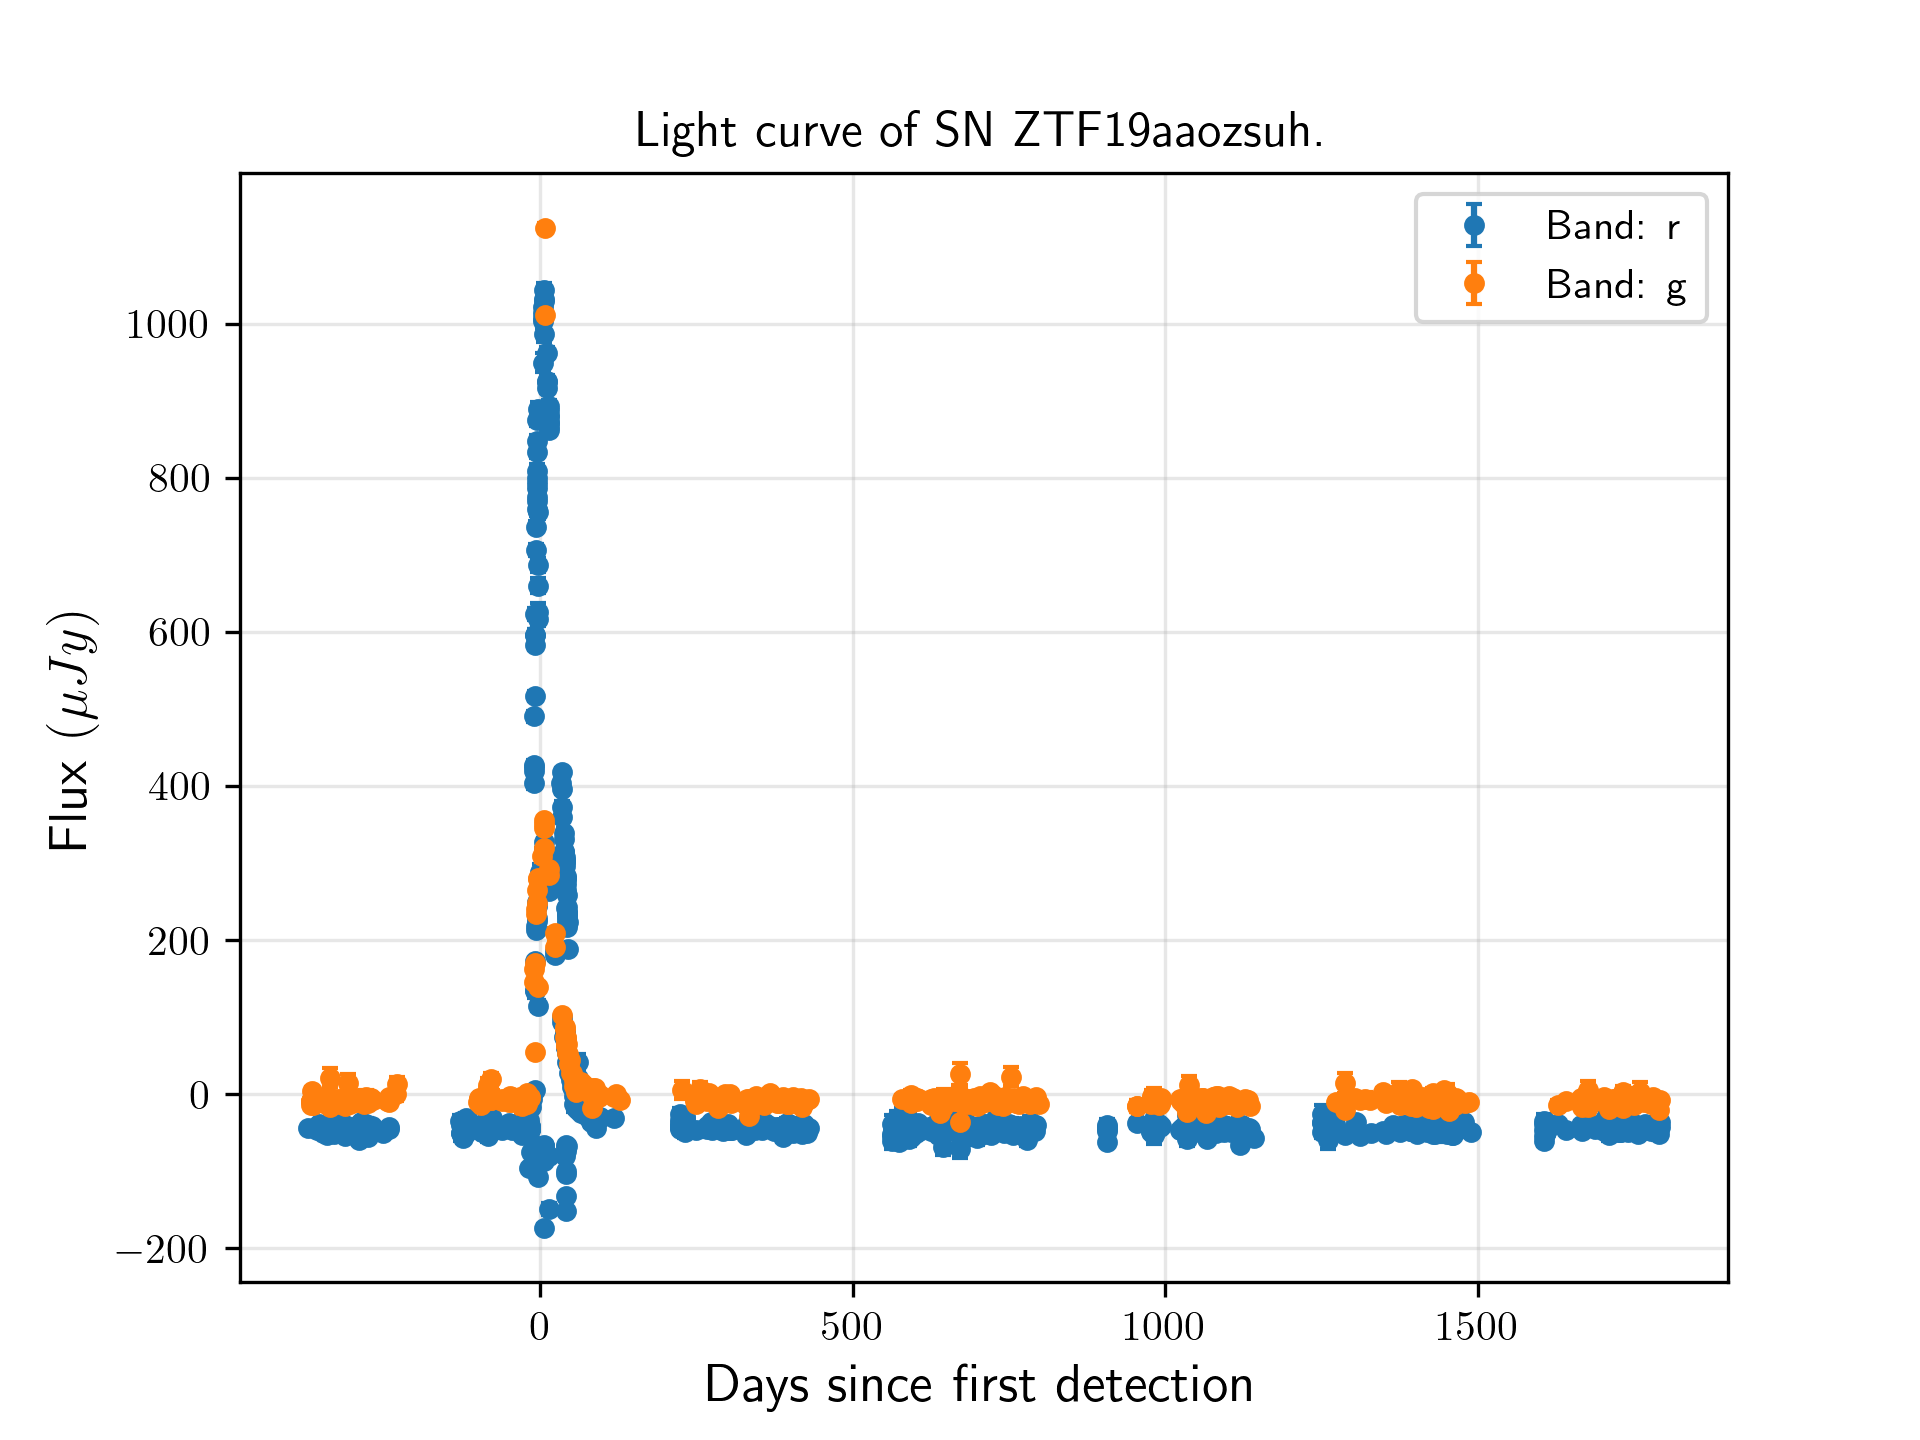 Light curve of SN ZTF19aaozsuh.
Band: r
Band: g
Flux (μJy)
1000
800
600
400
200
0
−200
0 500 1000 1500
Days since first detection